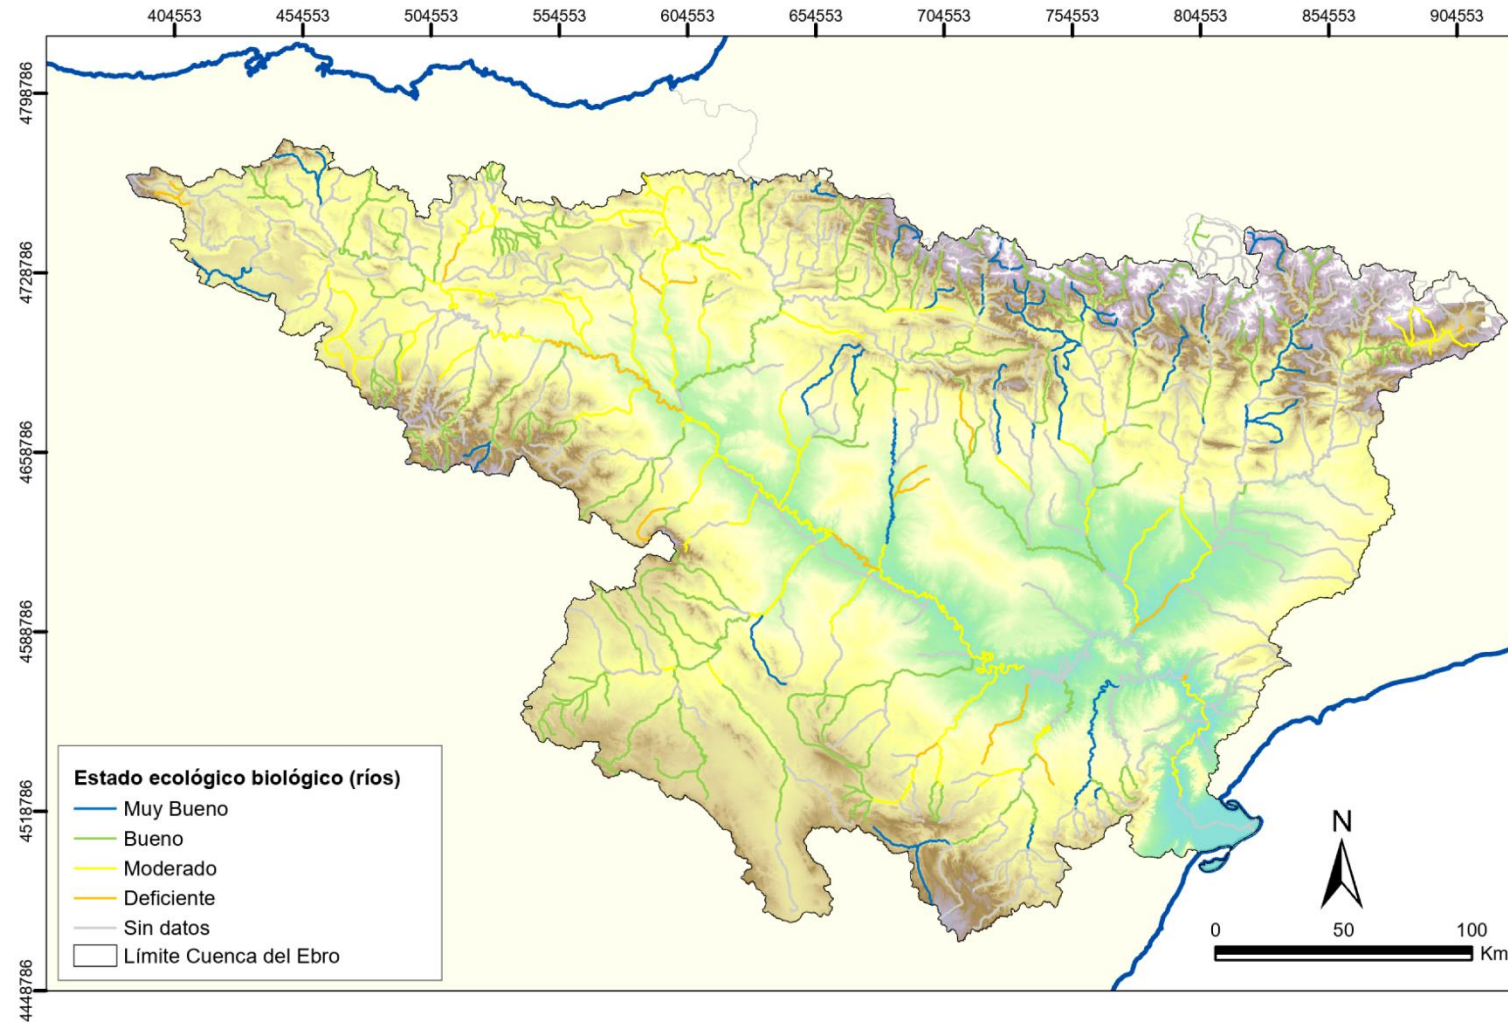 404553 454553 504553 554553 604553 654553 704553 754553 804553 854553 904553
4798786
4728786
4658786
4588786
4518786
4448786
Estado ecológico biológico (ríos)
Muy Bueno
Bueno
Moderado
Deficiente
Sin datos
Límite Cuenca del Ebro
N
0 50 100
Km